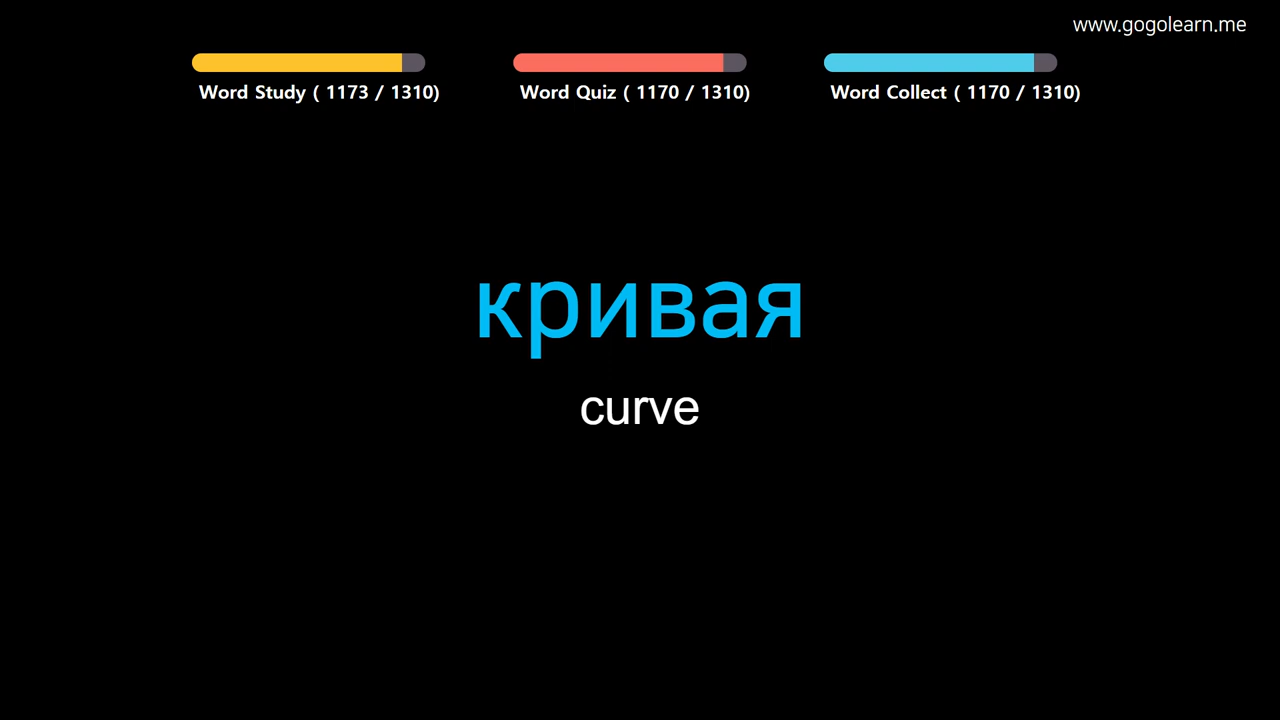 www.gogolearn.me
Word Study ( 1173 / 1310)
Word Quiz ( 1170 / 1310)
Word Collect ( 1170 / 1310)
кривая
curve